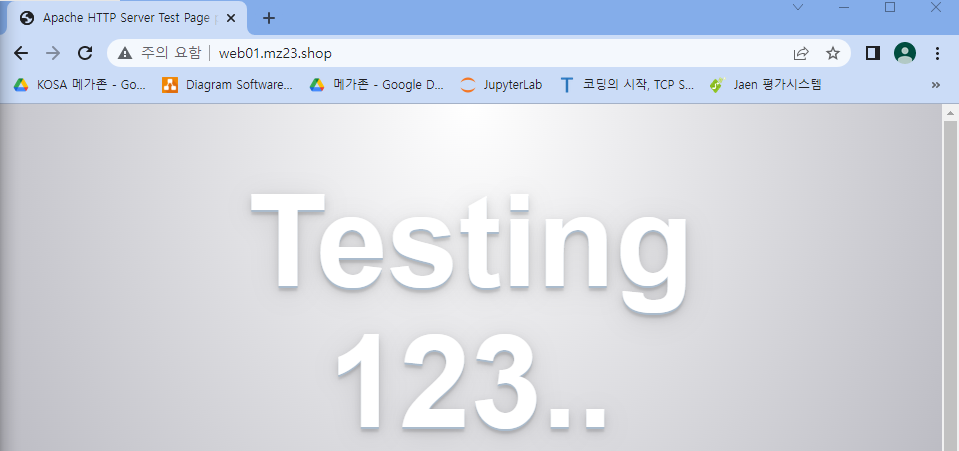 Apache HTTP Server Test Page
주의 요함
web01.mz23.shop
KOSA 메가존 - Go...
Diagram Software...
메가존 - Google D...
JupyterLab
코딩의 시작, TCP S...
Jaen 평가시스템
»
Testing
123..